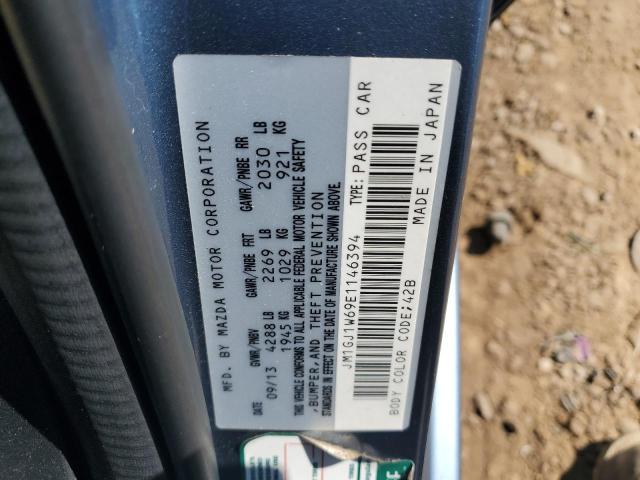 MFD. BY MAZDA MOTOR CORPORATION
DATE GVWR/PNBV GAWR/PNBE FRT GAWR/PNBE RR
09/13 4288 LB 2269 LB 2030 LB
1945 KG 1029 KG 921 KG
THIS VEHICLE CONFORMS TO ALL APPLICABLE FEDERAL MOTOR VEHICLE SAFETY
,BUMPER,AND THEFT PREVENTION
STANDARDS IN EFFECT ON THE DATE OF MANUFACTURE SHOWN ABOVE.
JM1GJ1W69E1146394 TYPE: PASS CAR
BODY COLOR CODE;42B MADE IN JAPAN